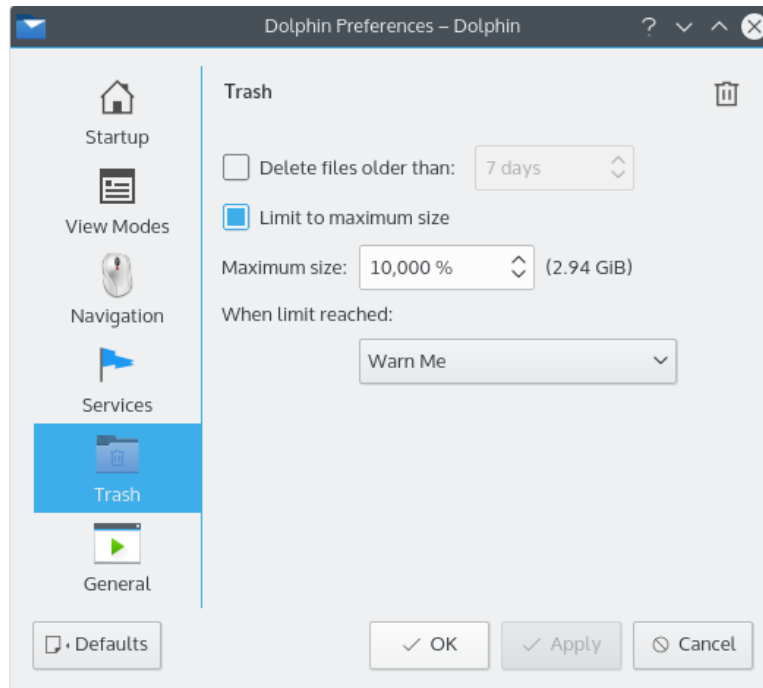 Dolphin Preferences – Dolphin
Startup
View Modes
Navigation
Services
Trash
General
Trash
Delete files older than: 7 days
Limit to maximum size
Maximum size: 10,000 % (2.94 GiB)
When limit reached:
Warn Me
Defaults
OK
Apply
Cancel